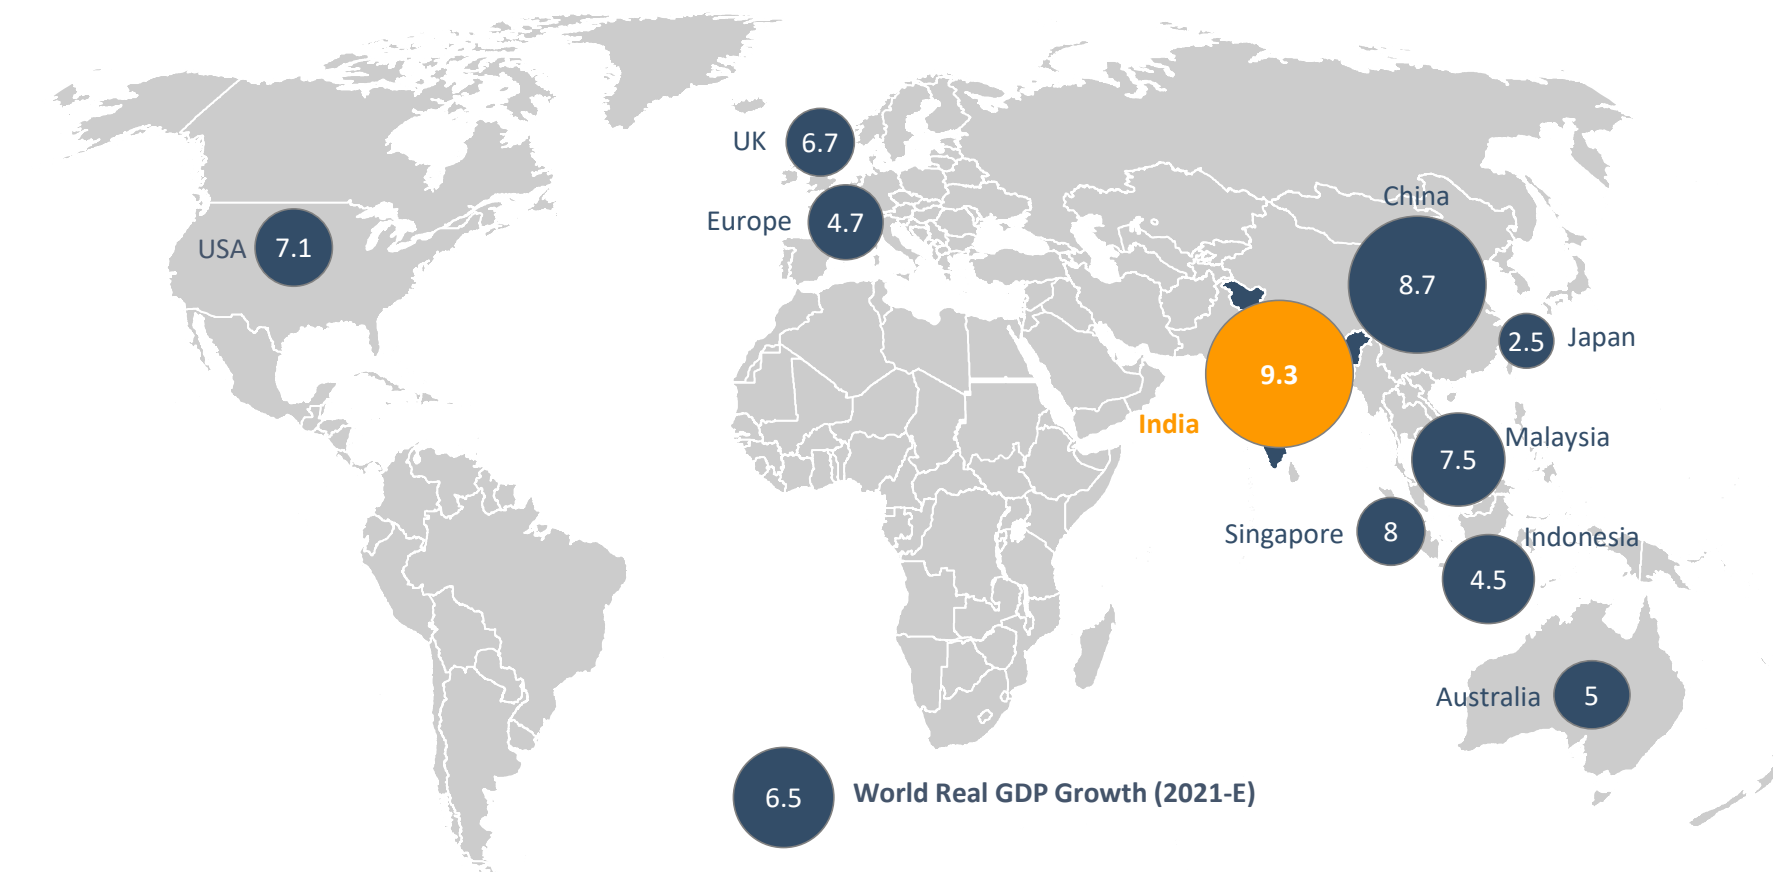 UK
6.7
China
Europe
4.7
USA
7.1
8.7
2.5
Japan
9.3
India
Malaysia
7.5
Singapore
8
Indonesia
4.5
Australia
5
6.5
World Real GDP Growth (2021-E)